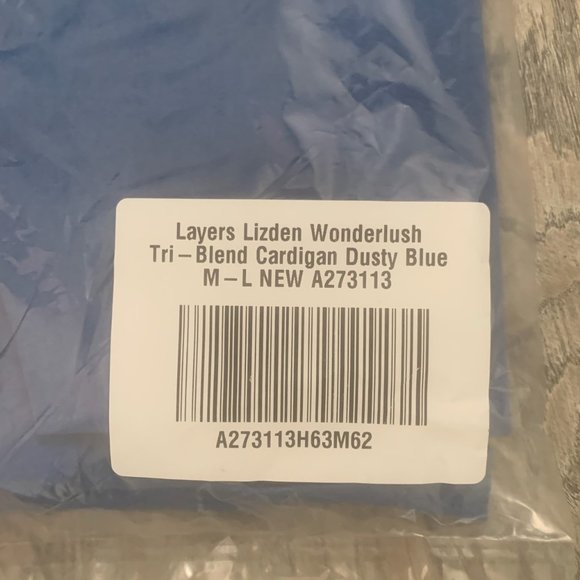 Layers Lizden Wonderlush
Tri–Blend Cardigan Dusty Blue
M–L NEW A273113
A273113H63M62